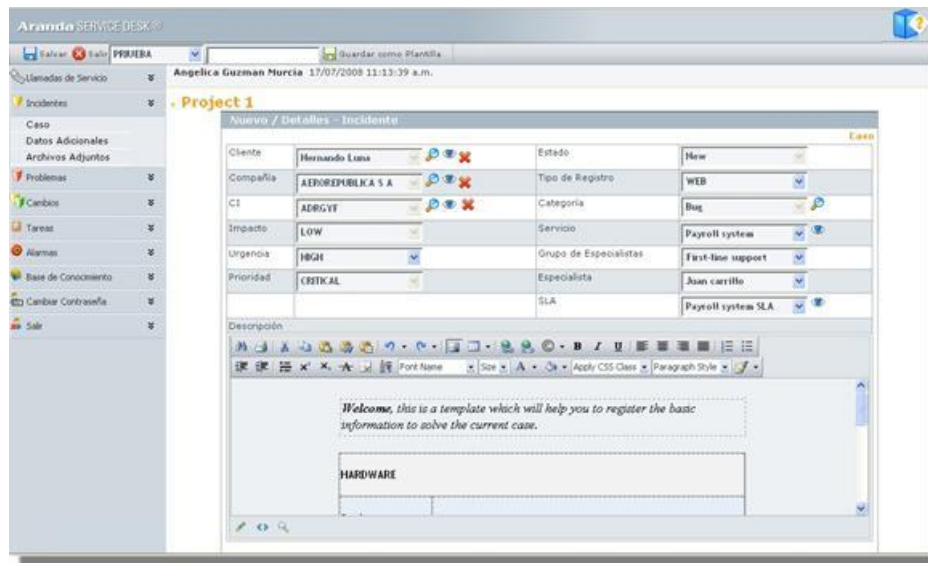 Aranda SERVICE DESK
Salvar Salir PRUEBA Guardar como Plantilla
Llamadas de Servicio
Incidentes
Caso
Datos Adicionales
Archivos Adjuntos
Problemas
Cambios
Tareas
Alarmas
Base de Conocimiento
Cambiar Contraseña
Salir
Angelica Guzman Murcia 17/07/2008 11:13:39 a.m.
Project 1
Nuevo / Detalles - Incidente
Caso
Cliente Hernando Luna Estado New
Compañía AEROREPUBLICA S A Tipo de Registro WEB
CI ADRGYF Categoría Bug
Impacto LOW Servicio Payroll system
Urgencia HIGH Grupo de Especialistas First-line support
Prioridad CRITICAL Especialista Juan carrillo
SLA Payroll system SLA
Descripción
Font Name Size Apply CSS Class Paragraph Style
Welcome, this is a template which will help you to register the basic
information to solve the current case.
HARDWARE